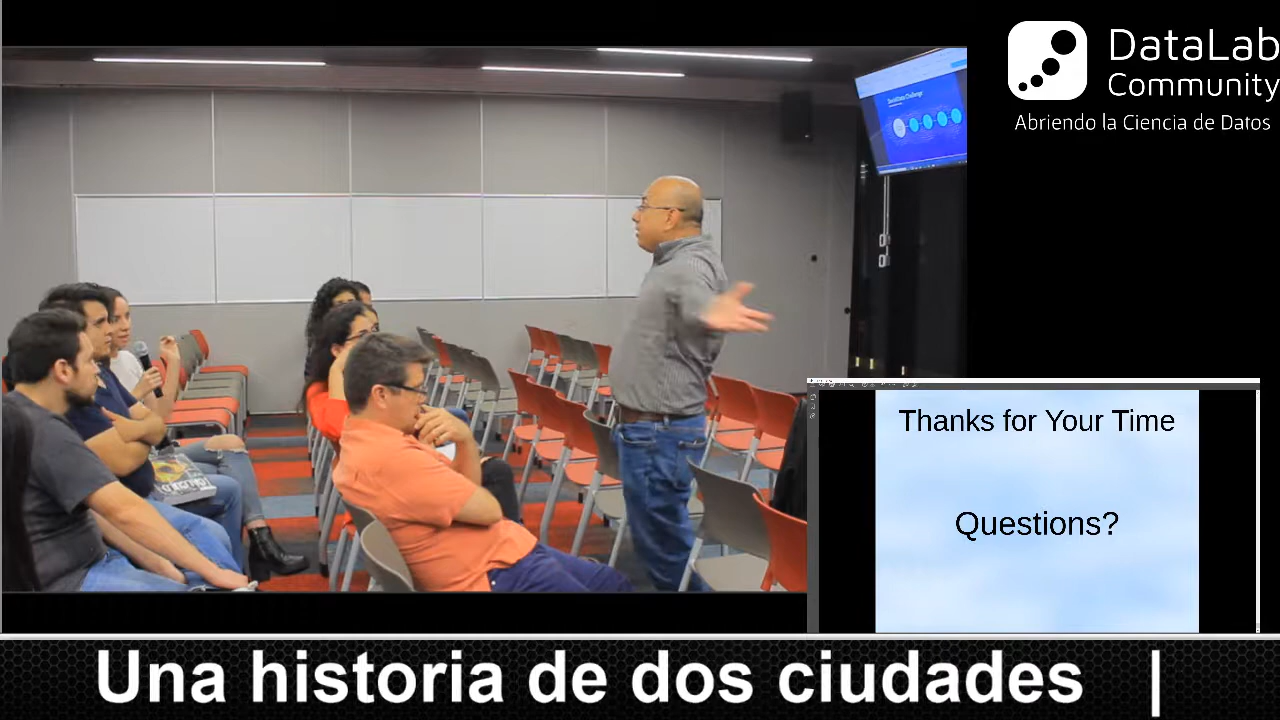 DataLab
Community
Abriendo la Ciencia de Datos
Thanks for Your Time
Questions?
Una historia de dos ciudades |